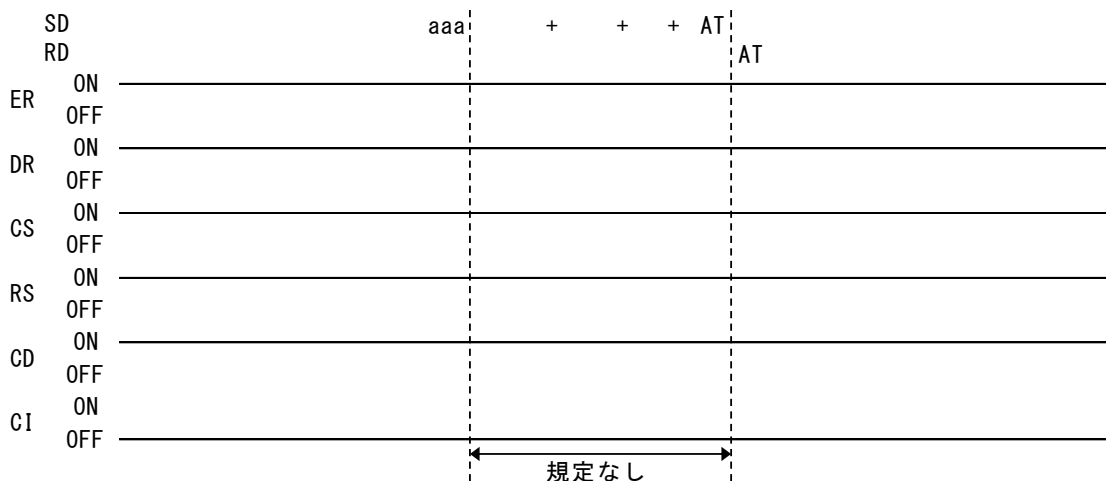 SD aaa + + + AT
RD AT
ER ON
OFF
DR ON
OFF
CS ON
OFF
RS ON
OFF
CD ON
OFF
CI ON
OFF
規定なし